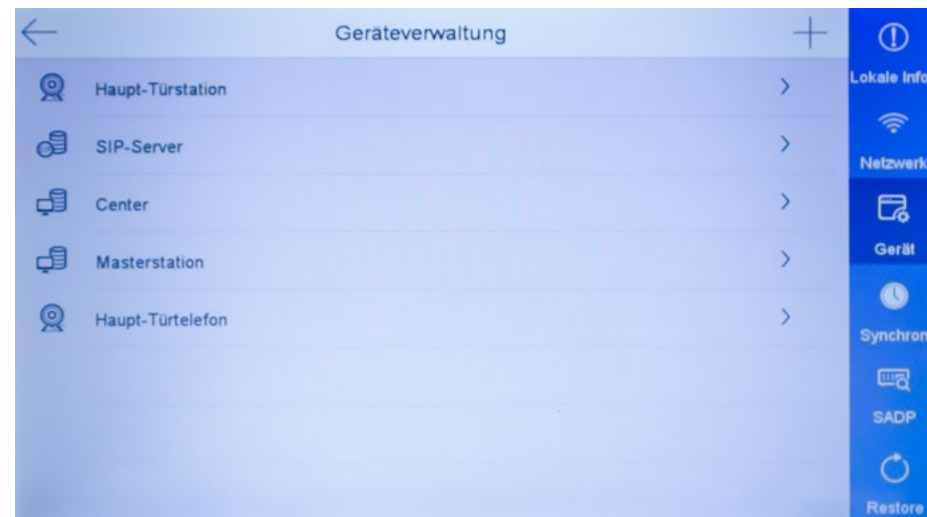 Geräteverwaltung
Haupt-Türstation
SIP-Server
Center
Masterstation
Haupt-Türtelefon
Lokale Info
Netzwerk
Gerät
Synchron
SADP
Restore